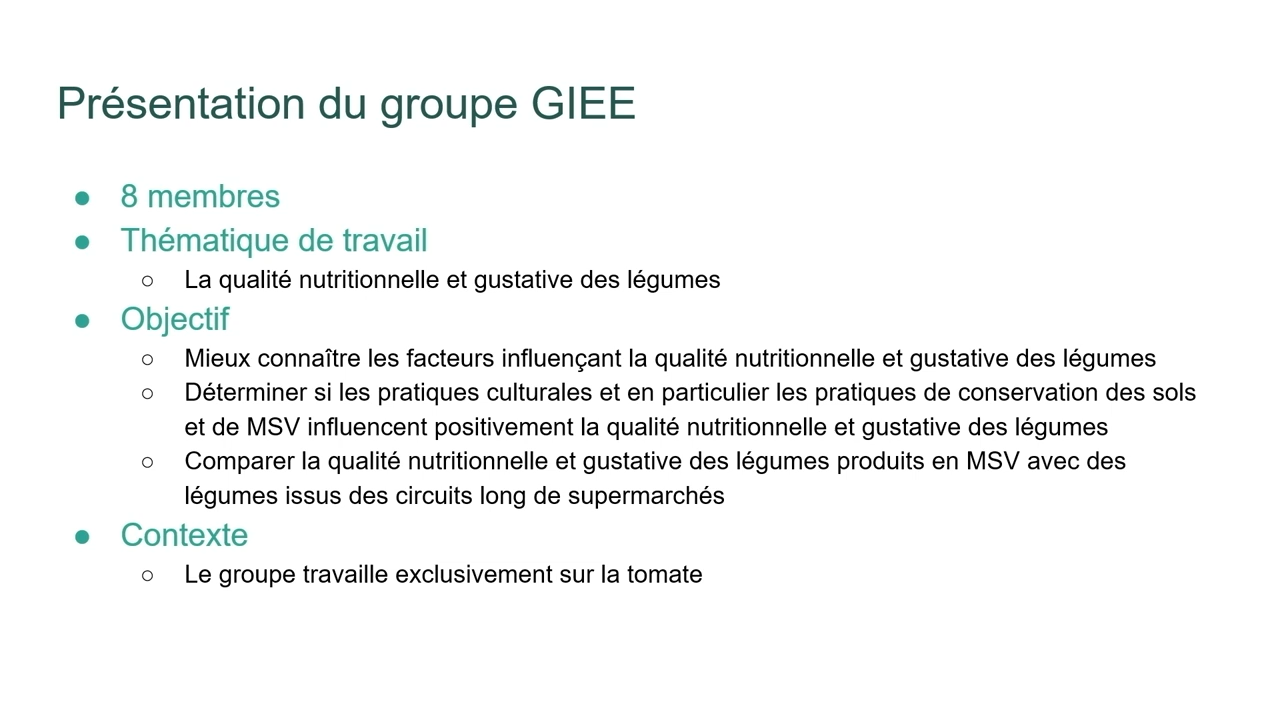 Présentation du groupe GIEE
● 8 membres
● Thématique de travail
○ La qualité nutritionnelle et gustative des légumes
● Objectif
○ Mieux connaître les facteurs influençant la qualité nutritionnelle et gustative des légumes
○ Déterminer si les pratiques culturales et en particulier les pratiques de conservation des sols
et de MSV influencent positivement la qualité nutritionnelle et gustative des légumes
○ Comparer la qualité nutritionnelle et gustative des légumes produits en MSV avec des
légumes issus des circuits long de supermarchés
● Contexte
○ Le groupe travaille exclusivement sur la tomate